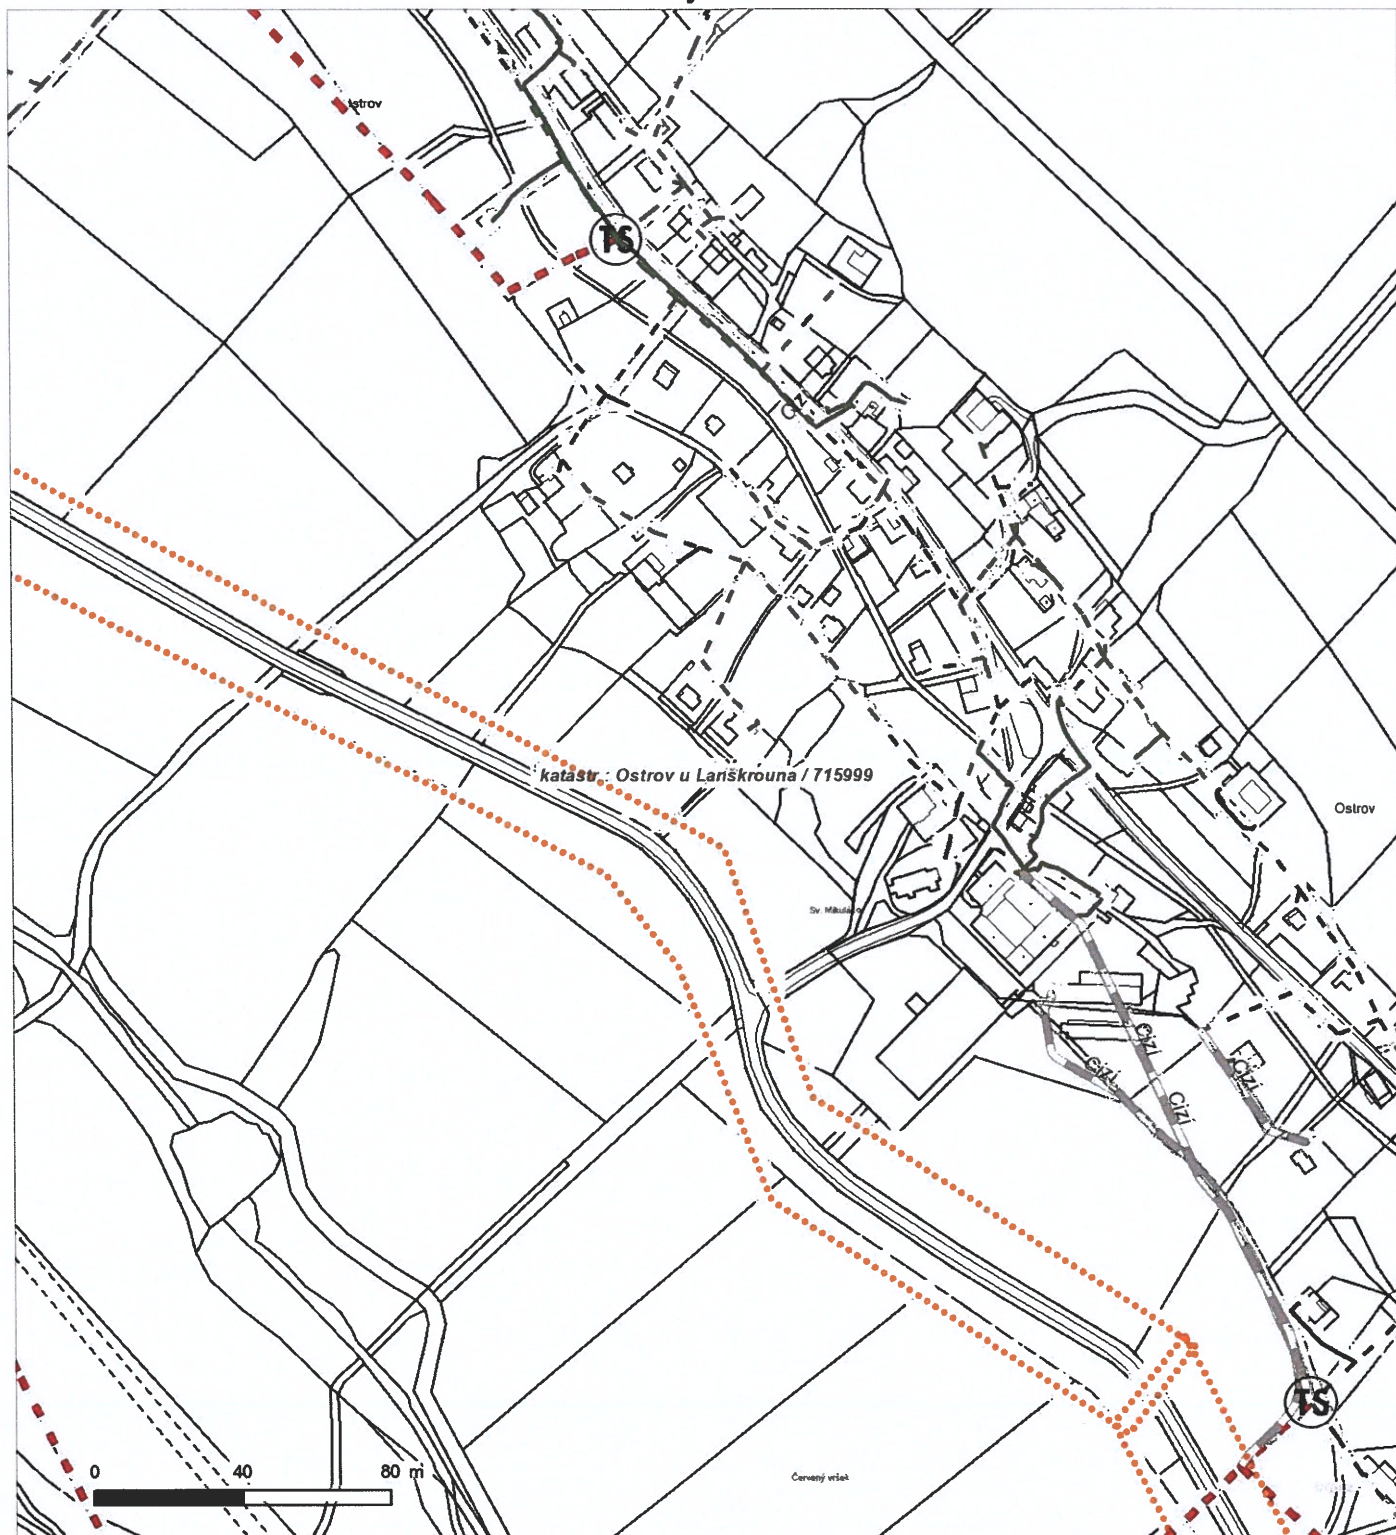 Ostrov
TS
katastr : Ostrov u Lanškrouna / 715999
Ostrov
Sv. Mikuláš
Cizí
Cizí
Cizí
Cizí
TS
0 40 80 m
Červený vršek